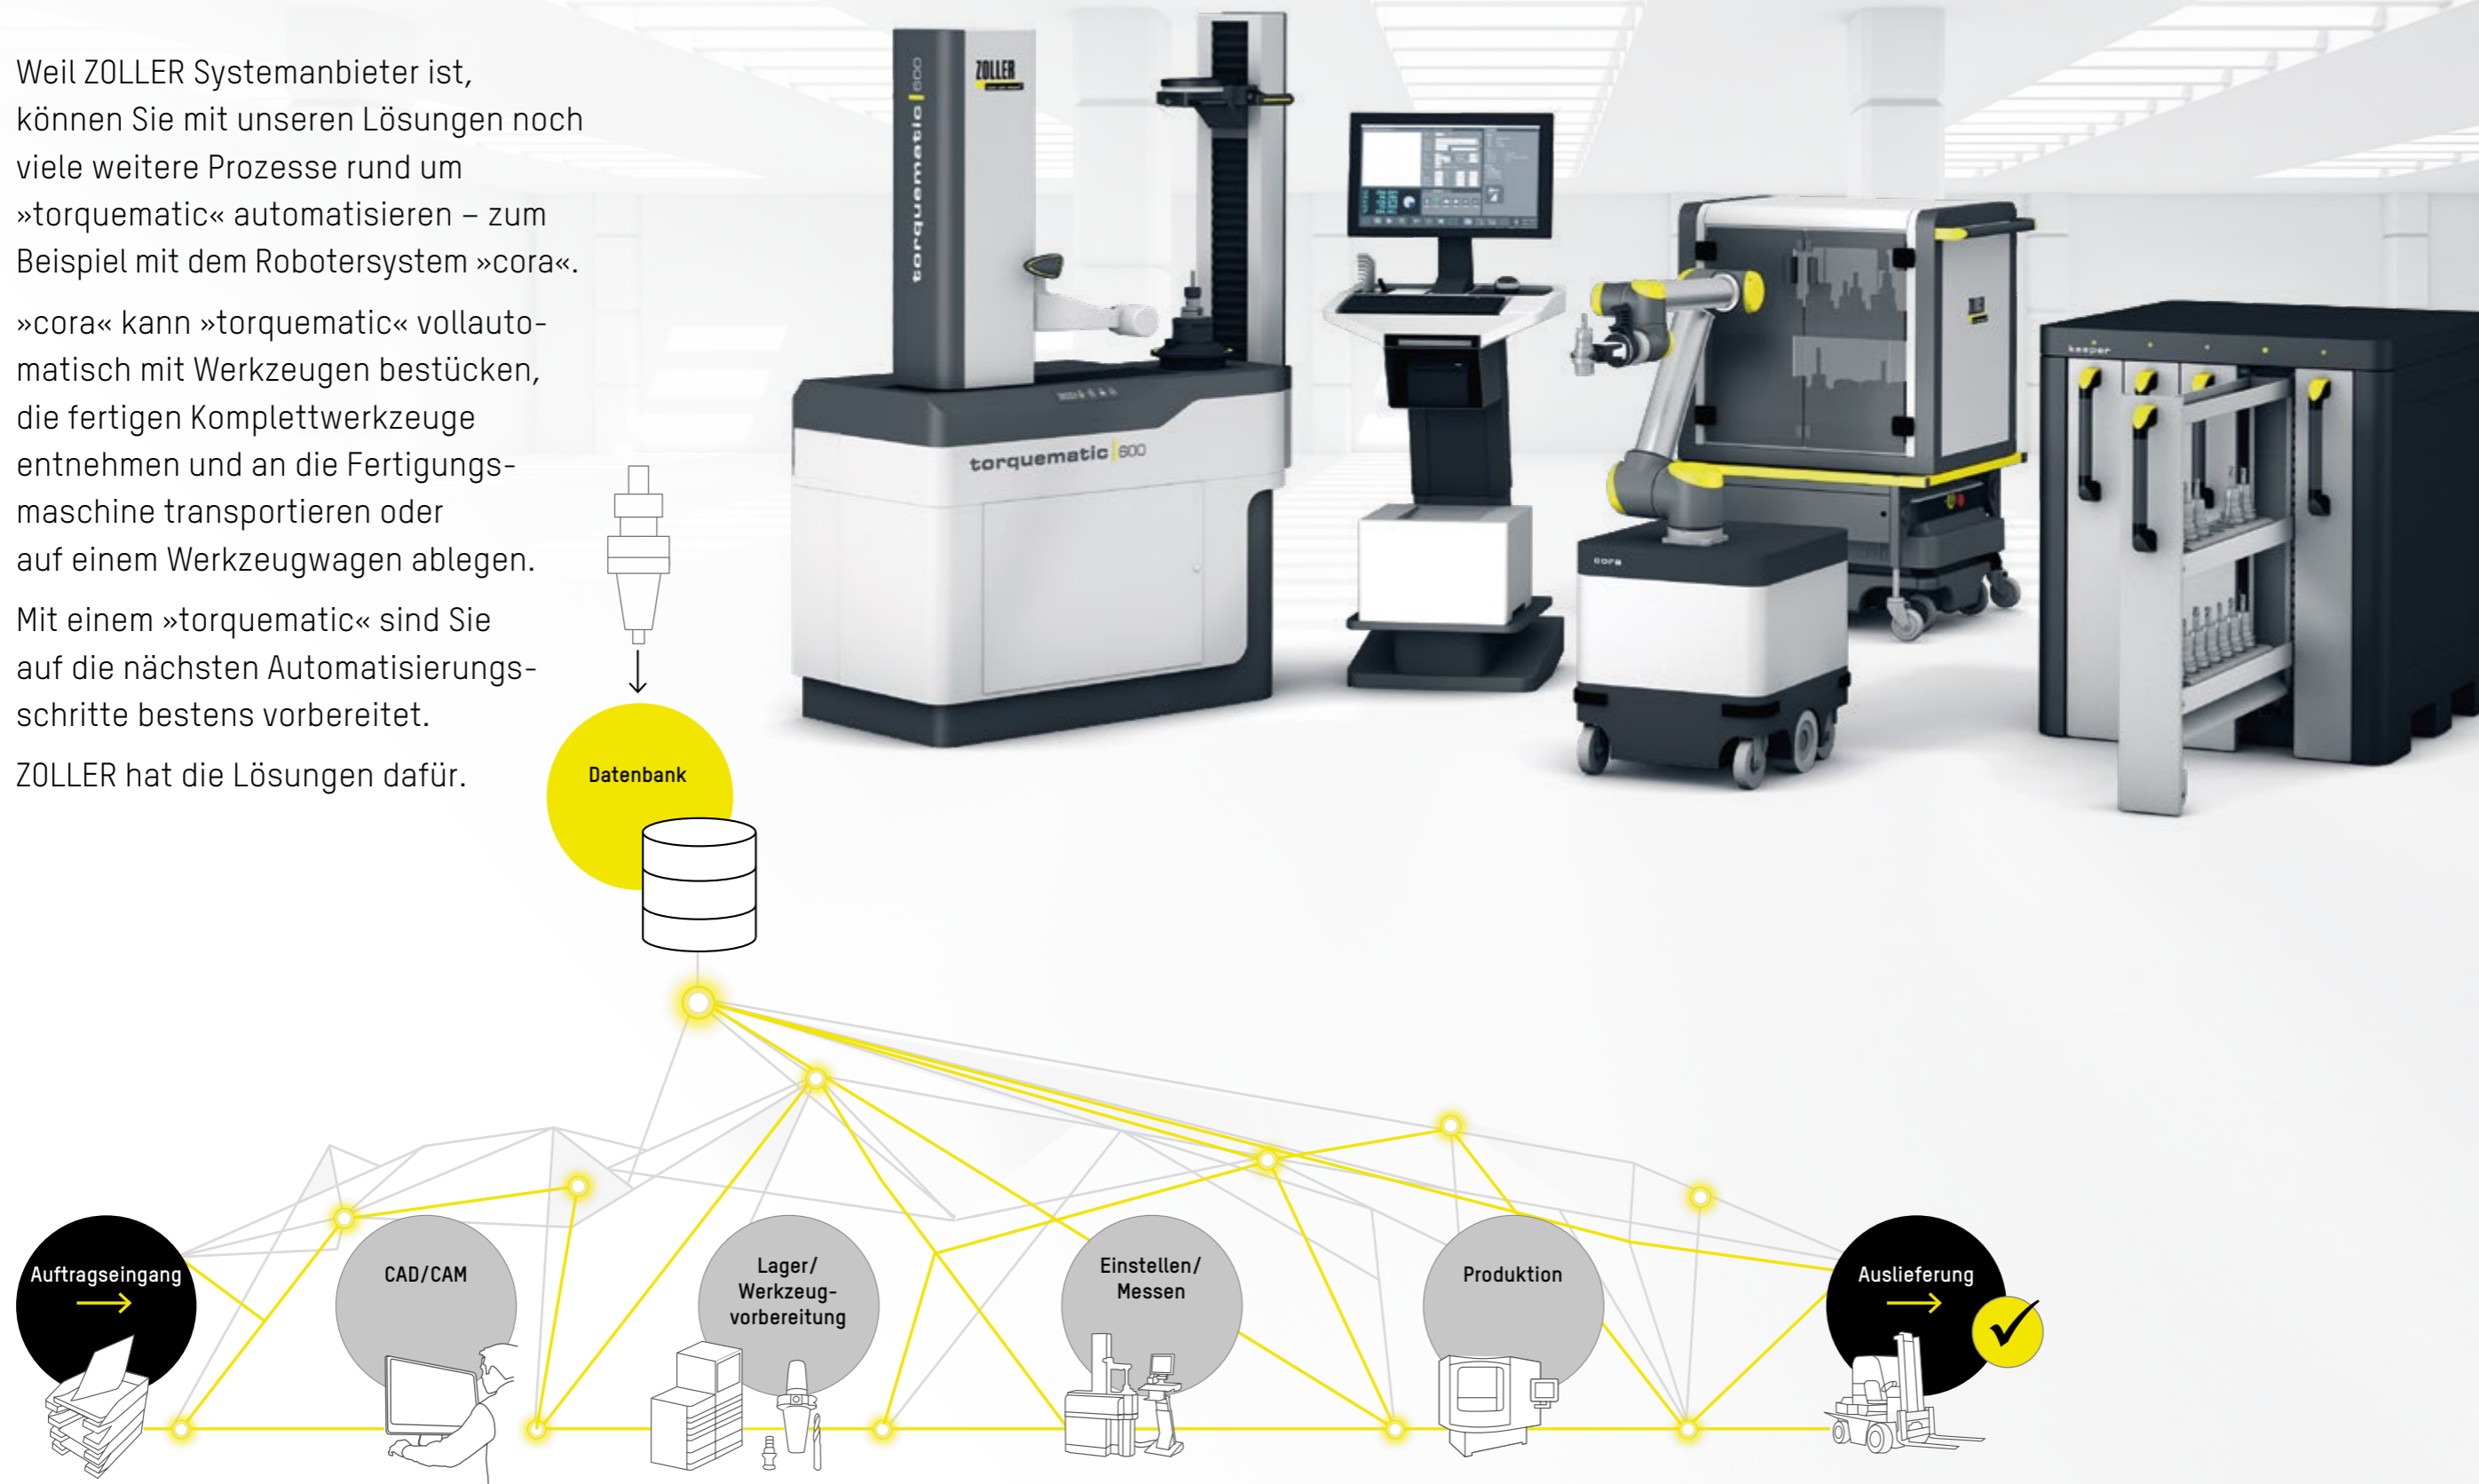 Weil ZOLLER Systemanbieter ist,
können Sie mit unseren Lösungen noch
viele weitere Prozesse rund um
»torquematic« automatisieren – zum
Beispiel mit dem Robotersystem »cora«.
»cora« kann »torquematic« vollauto-
matisch mit Werkzeugen bestücken,
die fertigen Komplettwerkzeuge
entnehmen und an die Fertigungs-
maschine transportieren oder
auf einem Werkzeugwagen ablegen.
Mit einem »torquematic« sind Sie
auf die nächsten Automatisierungs-
schritte bestens vorbereitet.
ZOLLER hat die Lösungen dafür.
torquematic 600
ZOLLER
torquematic 600
cora
keeper
Datenbank
Auftragseingang
CAD/CAM
Lager/
Werkzeug-
vorbereitung
Einstellen/
Messen
Produktion
Auslieferung